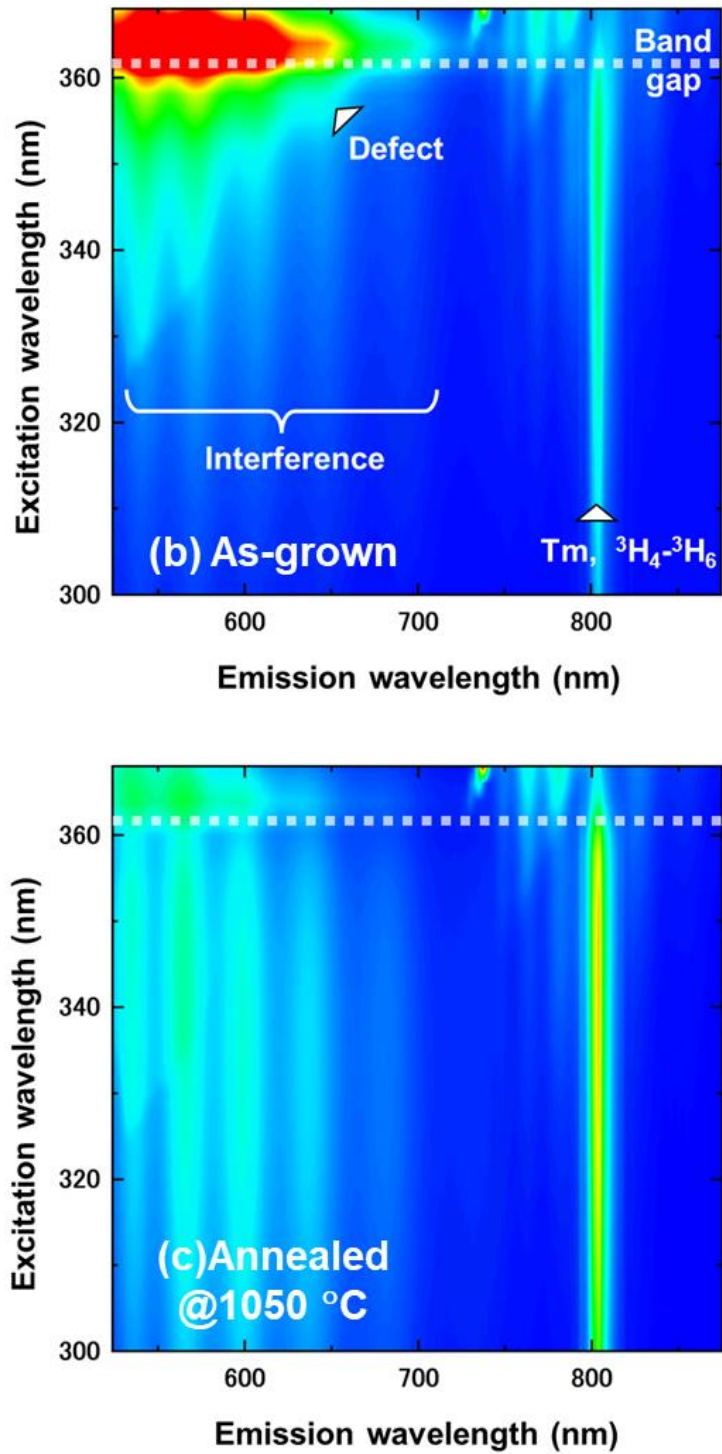 Excitation wavelength (nm)
360
340
320
300
Band
gap
Defect
Interference
(b) As-grown
Tm, ³H₄-³H₆
600
700
800
Emission wavelength (nm)
Excitation wavelength (nm)
360
340
320
300
(c)Annealed
@1050 °C
600
700
800
Emission wavelength (nm)